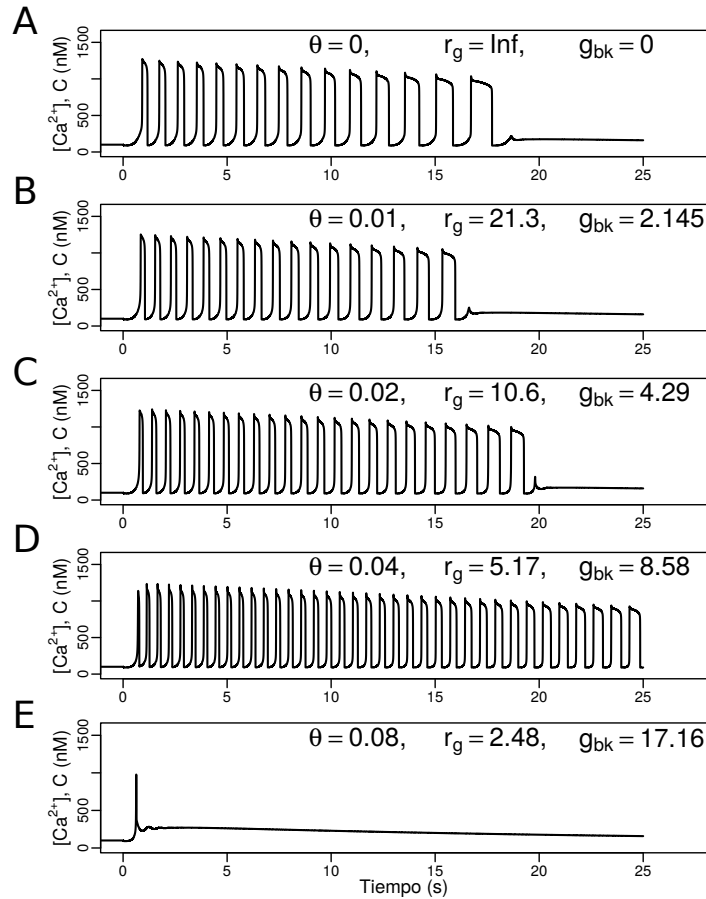 A
θ = 0, r_g = Inf, g_bk = 0
[Ca²⁺], C (nM)
0 500 1500
0 5 10 15 20 25
B
θ = 0.01, r_g = 21.3, g_bk = 2.145
[Ca²⁺], C (nM)
0 500 1500
0 5 10 15 20 25
C
θ = 0.02, r_g = 10.6, g_bk = 4.29
[Ca²⁺], C (nM)
0 500 1500
0 5 10 15 20 25
D
θ = 0.04, r_g = 5.17, g_bk = 8.58
[Ca²⁺], C (nM)
0 500 1500
0 5 10 15 20 25
E
θ = 0.08, r_g = 2.48, g_bk = 17.16
[Ca²⁺], C (nM)
0 500 1500
0 5 10 15 20 25
Tiempo (s)